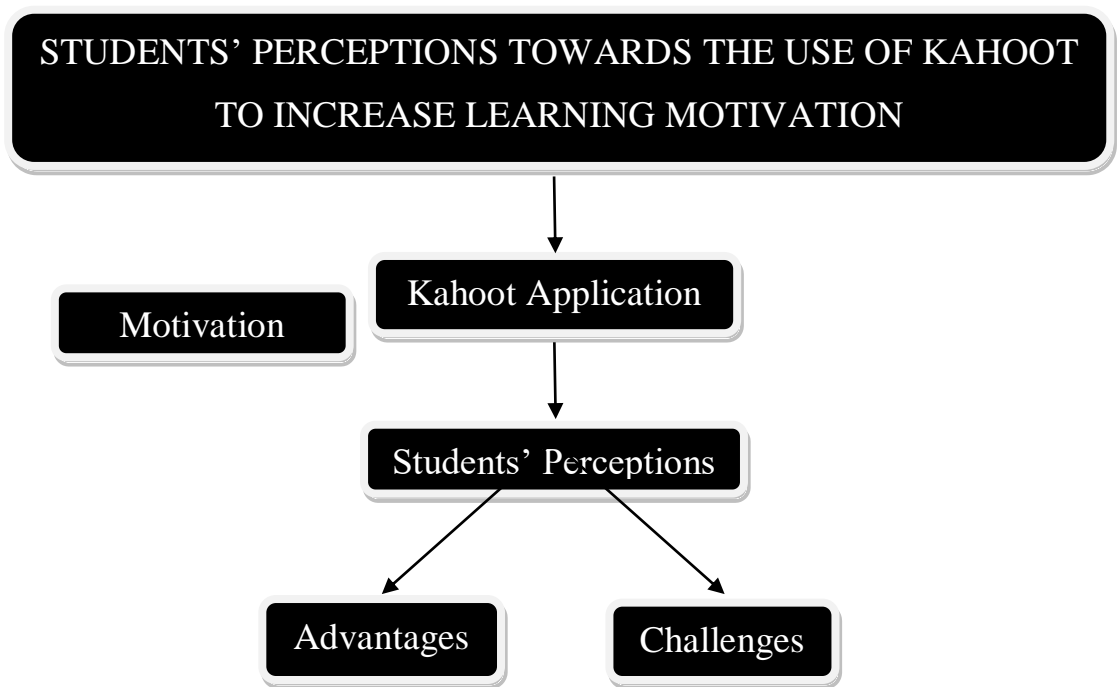 STUDENTS’ PERCEPTIONS TOWARDS THE USE OF KAHOOT
TO INCREASE LEARNING MOTIVATION
Kahoot Application
Motivation
Students’ Perceptions
Advantages
Challenges